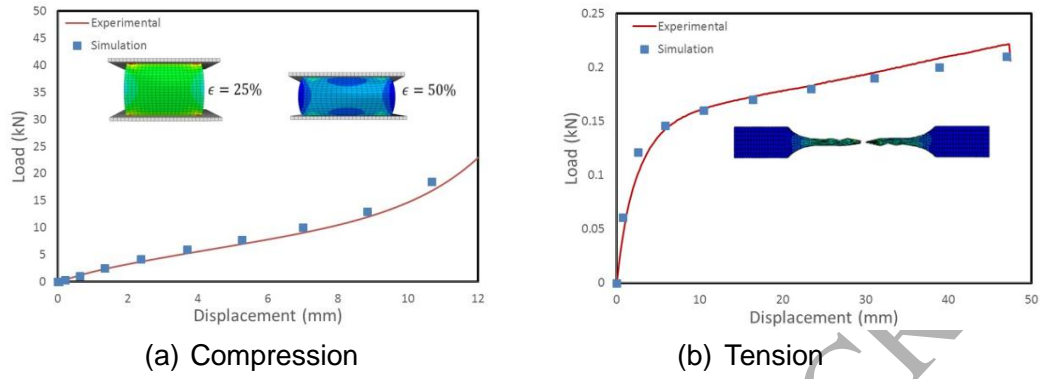 50
45
40
35
30
25
20
15
10
5
0
Load (kN)
Experimental
Simulation
ϵ = 25%
ϵ = 50%
0 2 4 6 8 10 12
Displacement (mm)
(a) Compression
0.25
0.2
0.15
0.1
0.05
0
Load (kN)
Experimental
Simulation
0 10 20 30 40 50
Displacement (mm)
(b) Tension